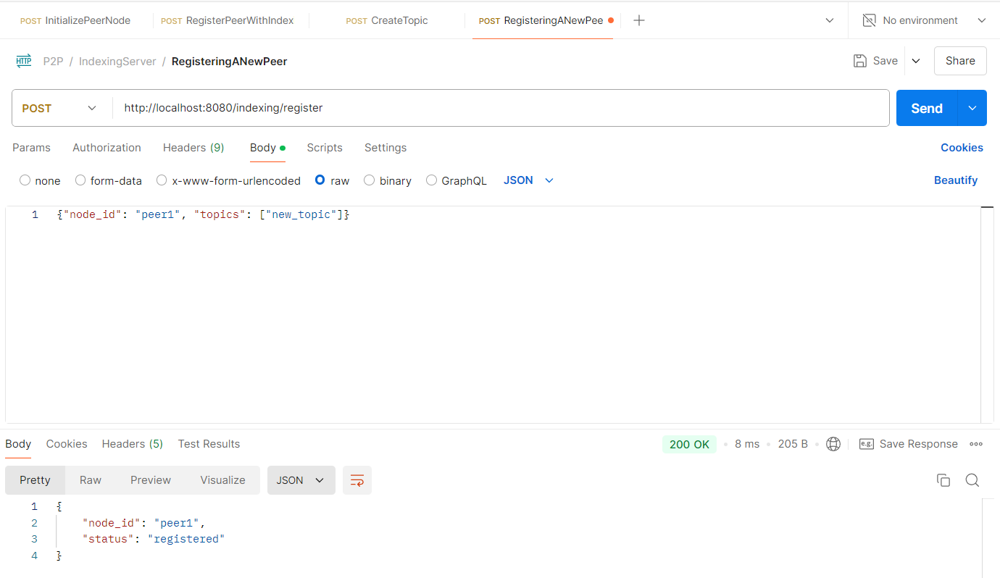 POST InitializePeerNode POST RegisterPeerWithIndex POST CreateTopic POST RegisteringANewPee No environment
HTTP P2P / IndexingServer / RegisteringANewPeer Save Share
POST http://localhost:8080/indexing/register Send
Params Authorization Headers (9) Body Scripts Settings Cookies
none form-data x-www-form-urlencoded raw binary GraphQL JSON Beautify
1 {"node_id": "peer1", "topics": ["new_topic"]}
Body Cookies Headers (5) Test Results 200 OK 8 ms 205 B e.g. Save Response
Pretty Raw Preview Visualize JSON
1 {
2 "node_id": "peer1",
3 "status": "registered"
4 }